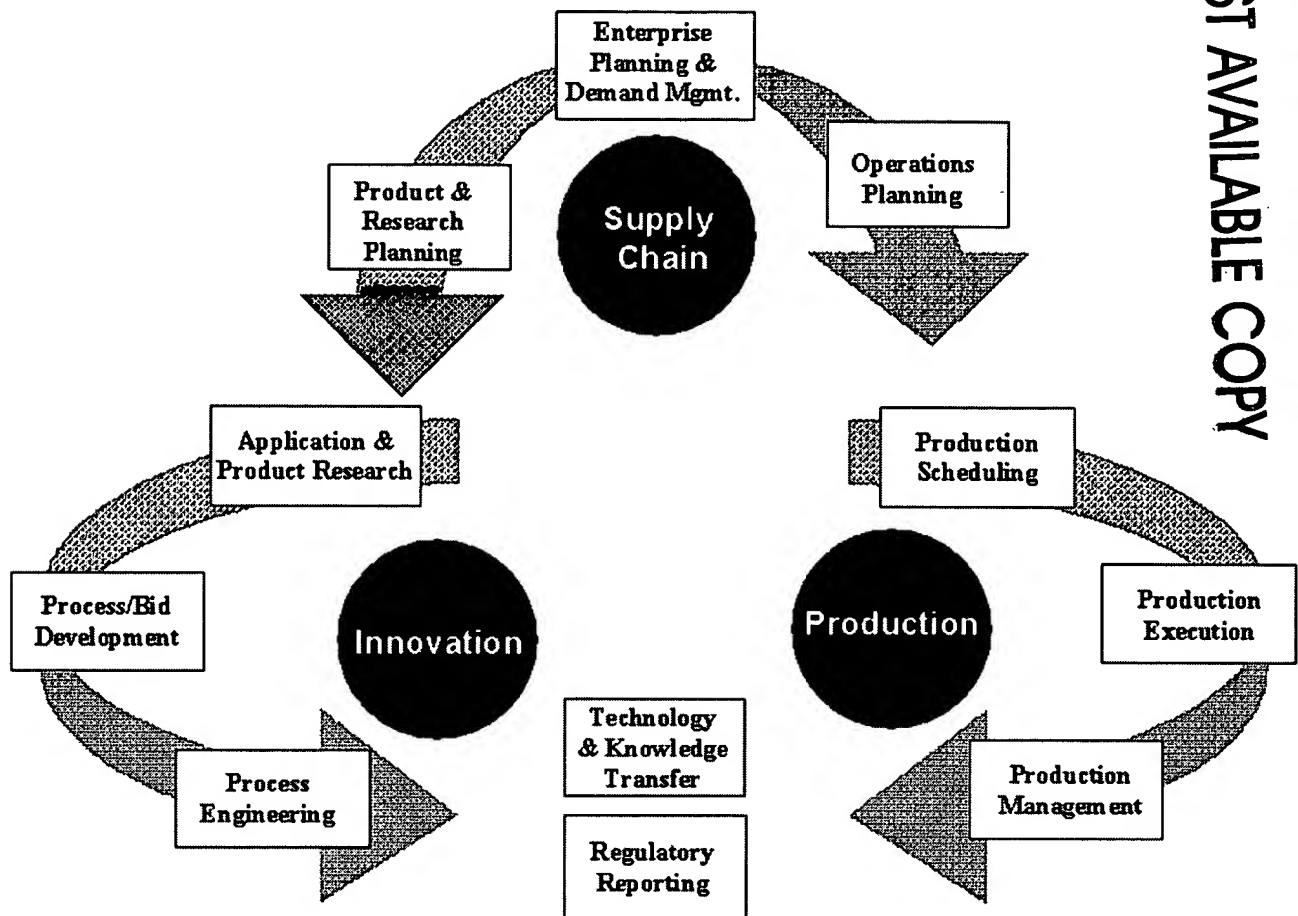 Enterprise
Planning &
Demand Mgmt.
Operations
Planning
Product &
Research
Planning
Supply
Chain
AVAILABLE COPY
Application &
Product Research
Production
Scheduling
Process/Bid
Development
Innovation
Production
Production
Execution
Technology
& Knowledge
Transfer
Process
Engineering
Production
Management
Regulatory
Reporting